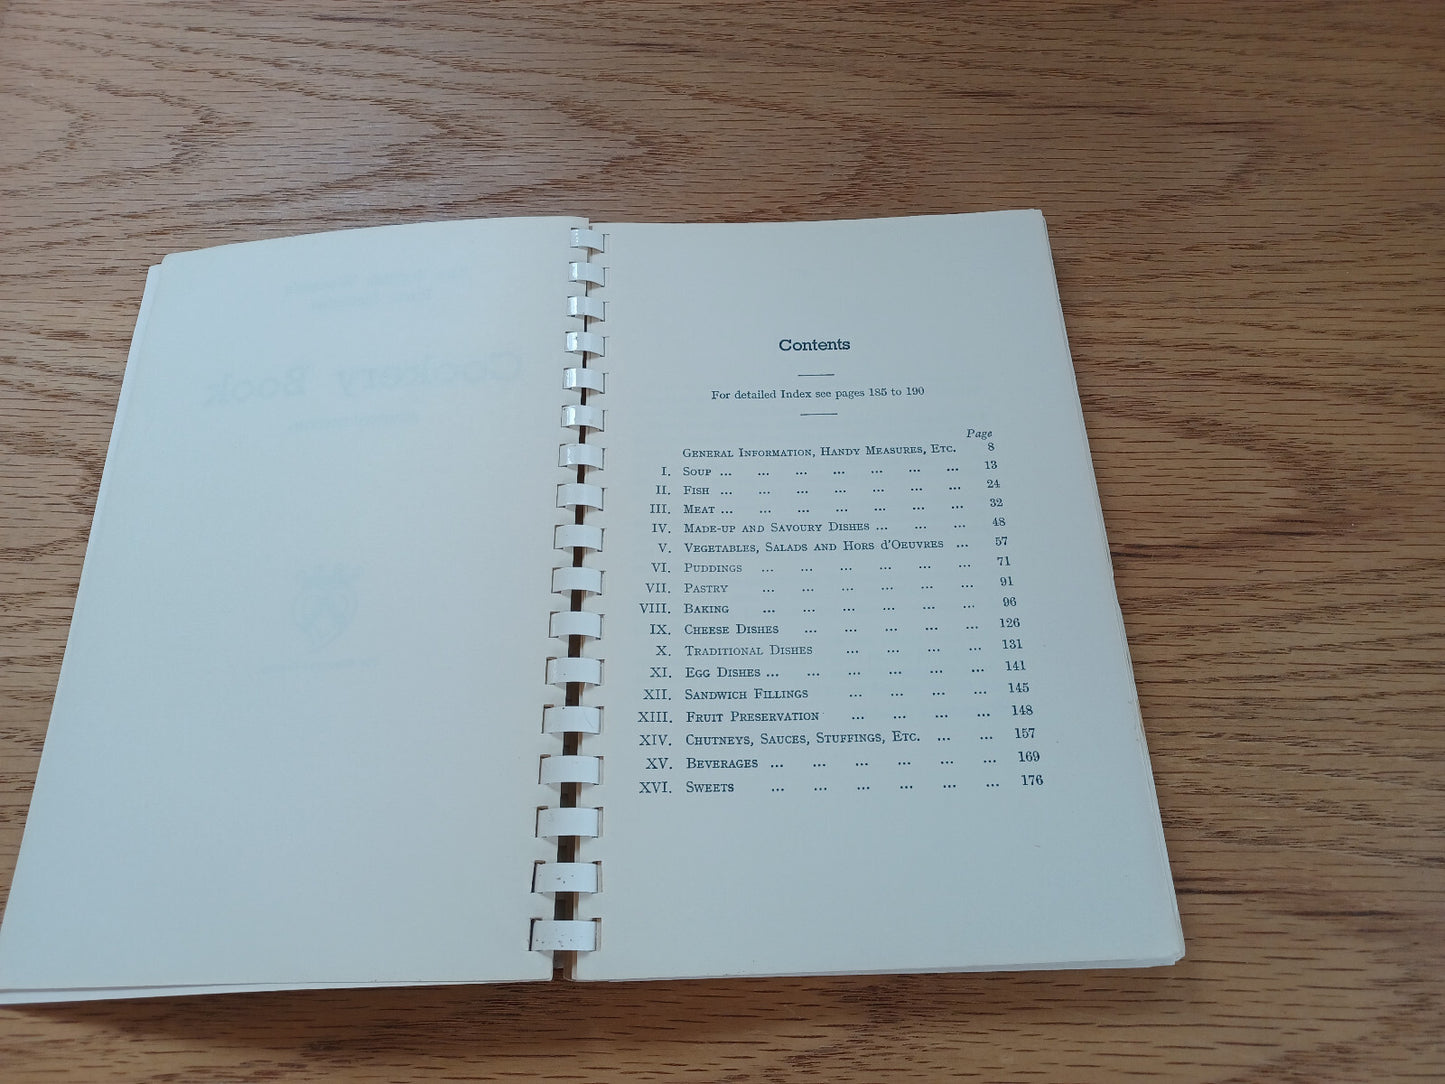 Cookery Book
Contents
For detailed Index see pages 185 to 190
Page
GENERAL INFORMATION, HANDY MEASURES, ETC. 8
I. SOUP ... ... ... ... ... ... ... 13
II. FISH ... ... ... ... ... ... ... 24
III. MEAT ... ... ... ... ... ... ... 32
IV. MADE-UP AND SAVOURY DISHES ... ... ... 48
V. VEGETABLES, SALADS AND HORS d'OEUVRES ... 57
VI. PUDDINGS ... ... ... ... ... ... 71
VII. PASTRY ... ... ... ... ... ... 91
VIII. BAKING ... ... ... ... ... ... 96
IX. CHEESE DISHES ... ... ... ... ... 126
X. TRADITIONAL DISHES ... ... ... ... 131
XI. EGG DISHES ... ... ... ... ... ... 141
XII. SANDWICH FILLINGS ... ... ... ... 145
XIII. FRUIT PRESERVATION ... ... ... ... 148
XIV. CHUTNEYS, SAUCES, STUFFINGS, ETC. ... ... 157
XV. BEVERAGES ... ... ... ... ... ... 169
XVI. SWEETS ... ... ... ... ... ... 176